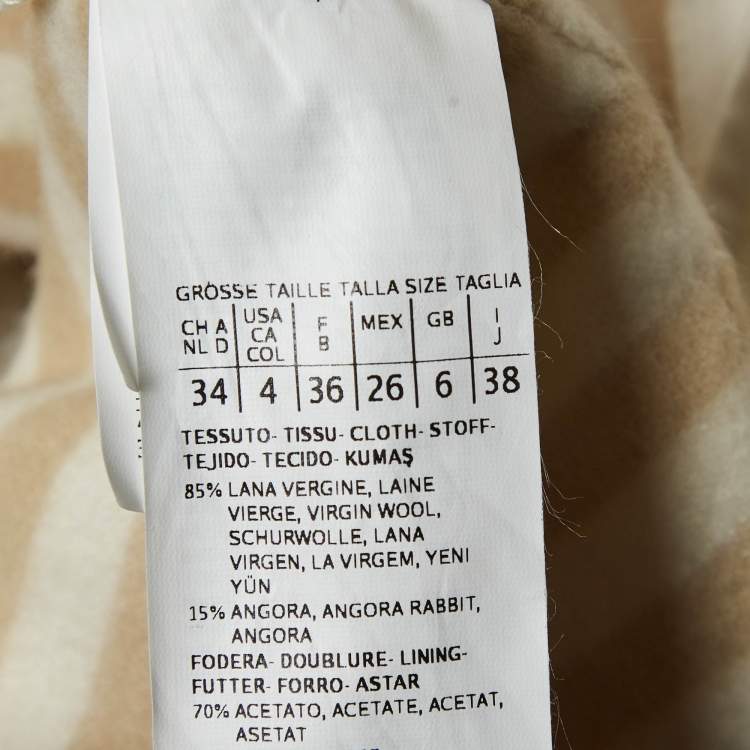 GRÖSSE TAILLE TALLA SIZE TAGLIA
CH A NL D USA CA COL F B MEX GB I J
34 4 36 26 6 38
TESSUTO- TISSU- CLOTH- STOFF-
TEJIDO- TECIDO- KUMAŞ
85% LANA VERGINE, LAINE
VIERGE, VIRGIN WOOL,
SCHURWOLLE, LANA
VIRGEN, LA VIRGEM, YENI
YÜN
15% ANGORA, ANGORA RABBIT,
ANGORA
FODERA- DOUBLURE- LINING-
FUTTER- FORRO- ASTAR
70% ACETATO, ACETATE, ACETAT,
ASETAT